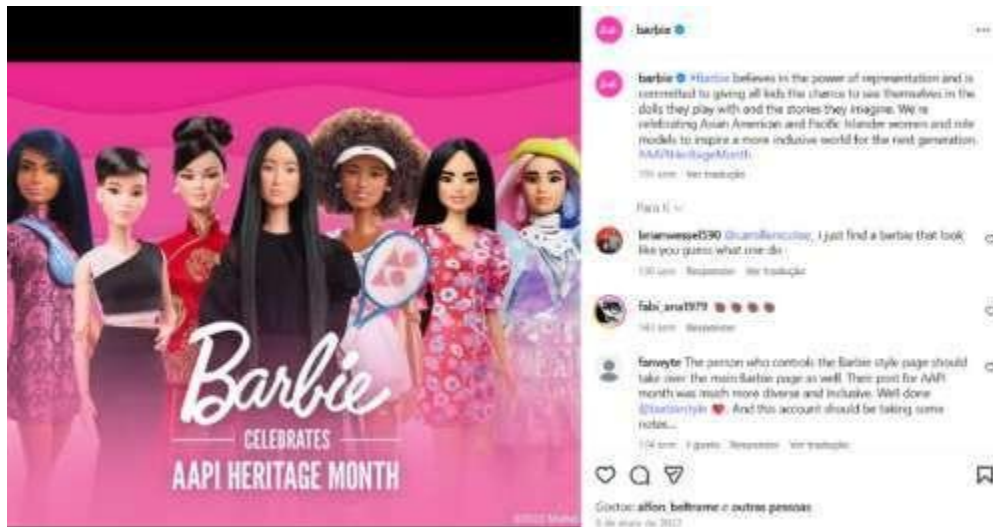 Barbie
CELEBRATES
AAPI HERITAGE MONTH
barbie
barbie #Barbie believes in the power of representation and is
committed to giving all kids the chance to see themselves in the
dolls they play with and the stories they imagine. We're
celebrating Asian American and Pacific Islander women and role
models to inspire a more inclusive world for the next generation.
#AAPIHeritageMonth
Ver tradução
Para ti
brianwessel590 I just find a barbie that look
like you guess what one do
Responder Ver tradução
fabi_ana1979
Responder
fanwyte The person who controls the Barbie style page should
take over the main Barbie page as well. Their post for AAPI
month was much more diverse and inclusive. Well done
@barbiestyle. And this account should be taking some
notes...
Responder Ver tradução
Gostos: e outras pessoas